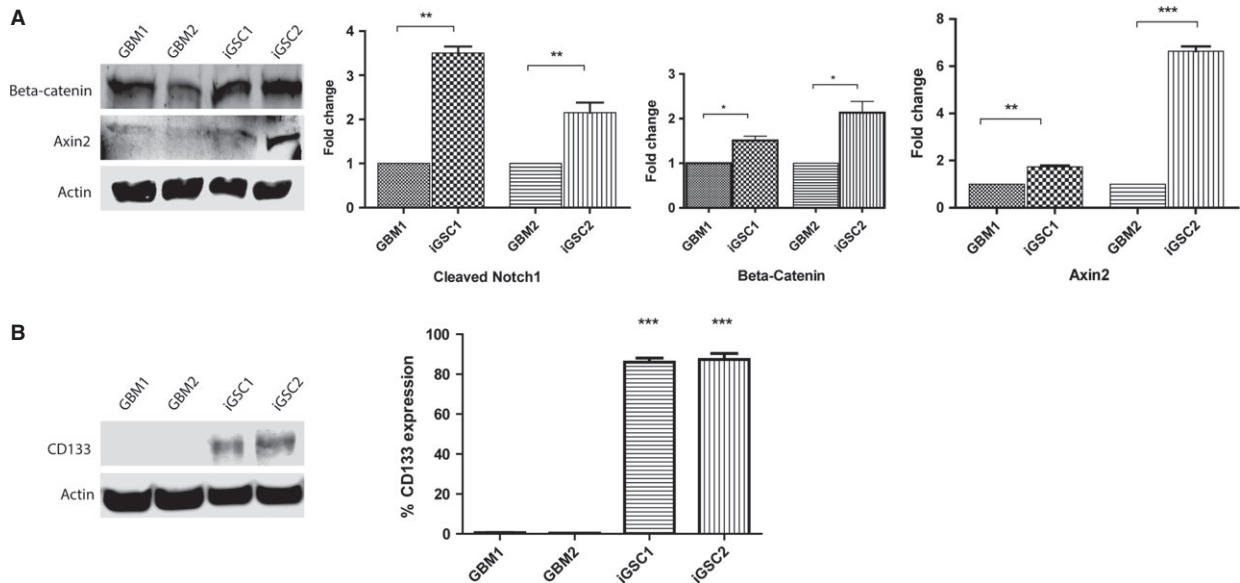 A
GBM1 GBM2 iGSC1 iGSC2
Beta-catenin
Axin2
Actin
** **
Fold change
4
3
2
1
0
GBM1 iGSC1 GBM2 iGSC2
Cleaved Notch1
* *
Fold change
3
2
1
0
GBM1 iGSC1 GBM2 iGSC2
Beta-Catenin
** ***
Fold change
8
6
4
2
0
GBM1 iGSC1 GBM2 iGSC2
Axin2
B
GBM1 GBM2 iGSC1 iGSC2
CD133
Actin
*** ***
% CD133 expression
100
80
60
40
20
0
GBM1 GBM2 iGSC1 iGSC2